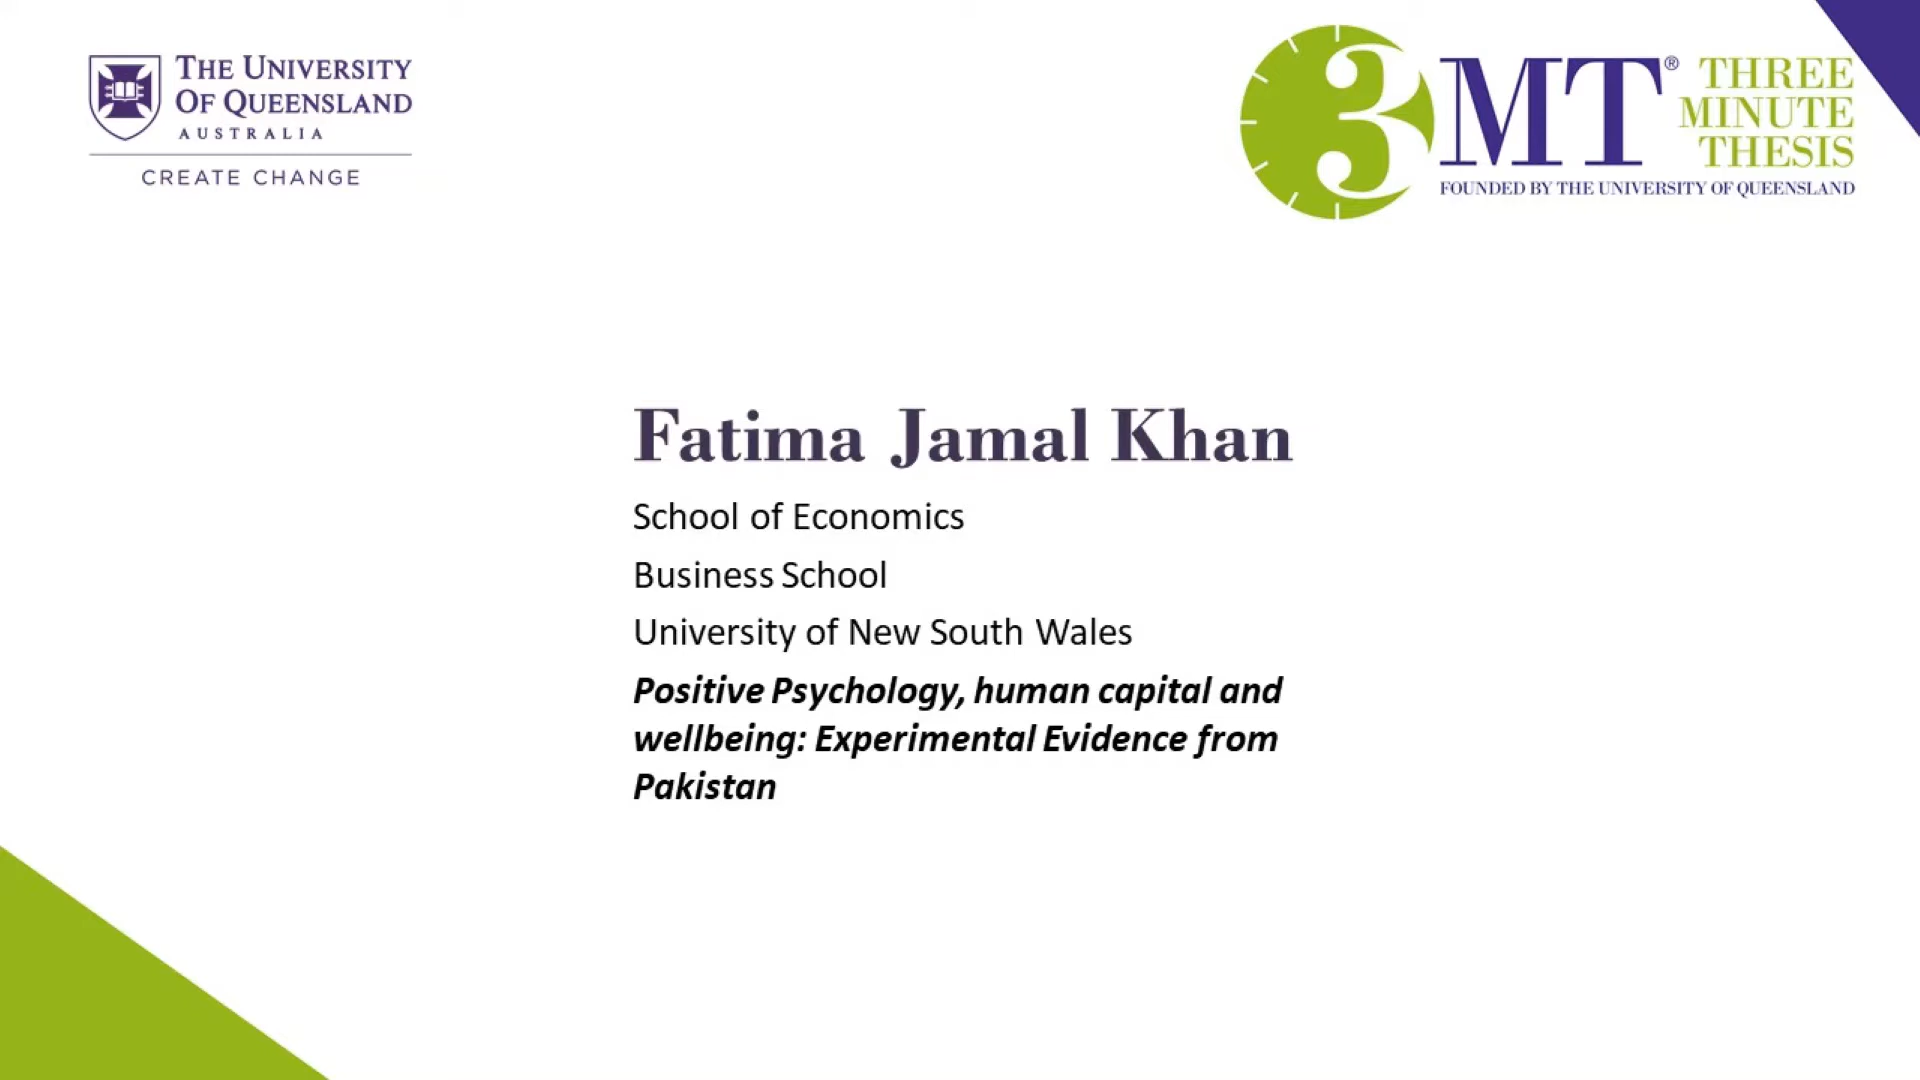 THE UNIVERSITY
OF QUEENSLAND
AUSTRALIA
CREATE CHANGE
3MT® THREE
MINUTE
THESIS
FOUNDED BY THE UNIVERSITY OF QUEENSLAND
Fatima Jamal Khan
School of Economics
Business School
University of New South Wales
Positive Psychology, human capital and
wellbeing: Experimental Evidence from
Pakistan